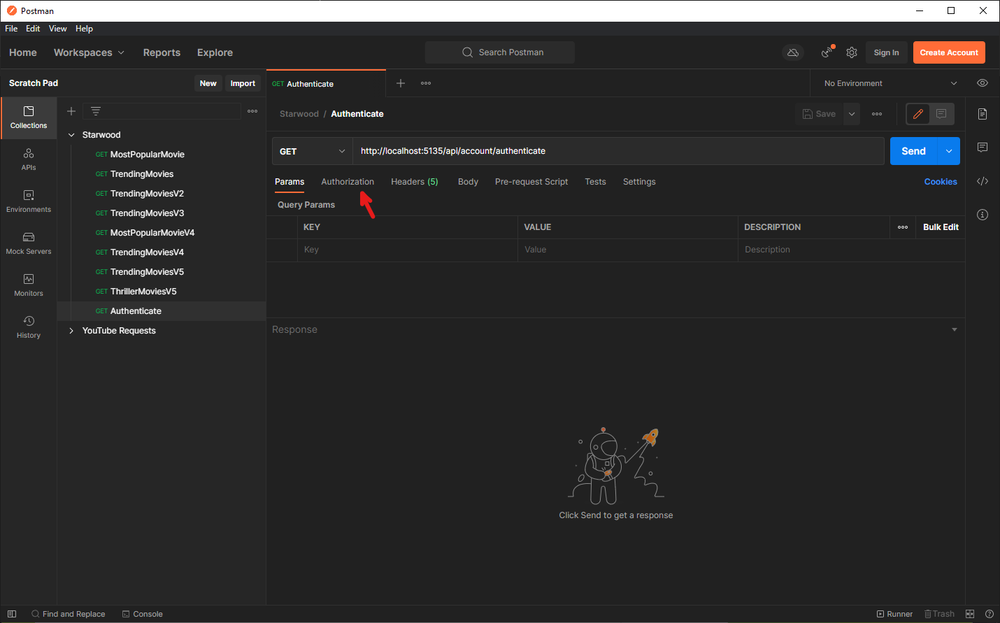 Postman
File Edit View Help
Home Workspaces Reports Explore
Search Postman
Sign In
Create Account
Scratch Pad
New
Import
GET Authenticate
No Environment
Collections
APIs
Environments
Mock Servers
Monitors
History
Starwood
GET MostPopularMovie
GET TrendingMovies
GET TrendingMoviesV2
GET TrendingMoviesV3
GET MostPopularMovieV4
GET TrendingMoviesV4
GET TrendingMoviesV5
GET ThrillerMoviesV5
GET Authenticate
YouTube Requests
Starwood / Authenticate
Save
GET
http://localhost:5135/api/account/authenticate
Send
Params Authorization Headers (5) Body Pre-request Script Tests Settings
Cookies
Query Params
KEY VALUE DESCRIPTION
Bulk Edit
Key Value Description
Response
Click Send to get a response
Find and Replace
Console
Runner
Trash